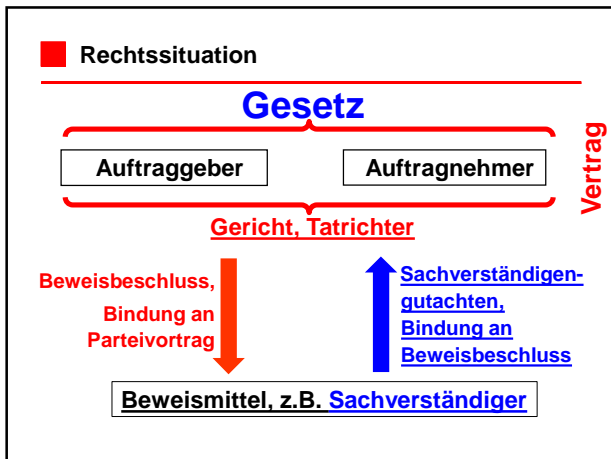 Rechtssituation
Gesetz
Auftraggeber
Auftragnehmer
Vertrag
Gericht, Tatrichter
Beweisbeschluss,
Bindung an
Parteivortrag
Sachverständigen-
gutachten,
Bindung an
Beweisbeschluss
Beweismittel, z.B. Sachverständiger